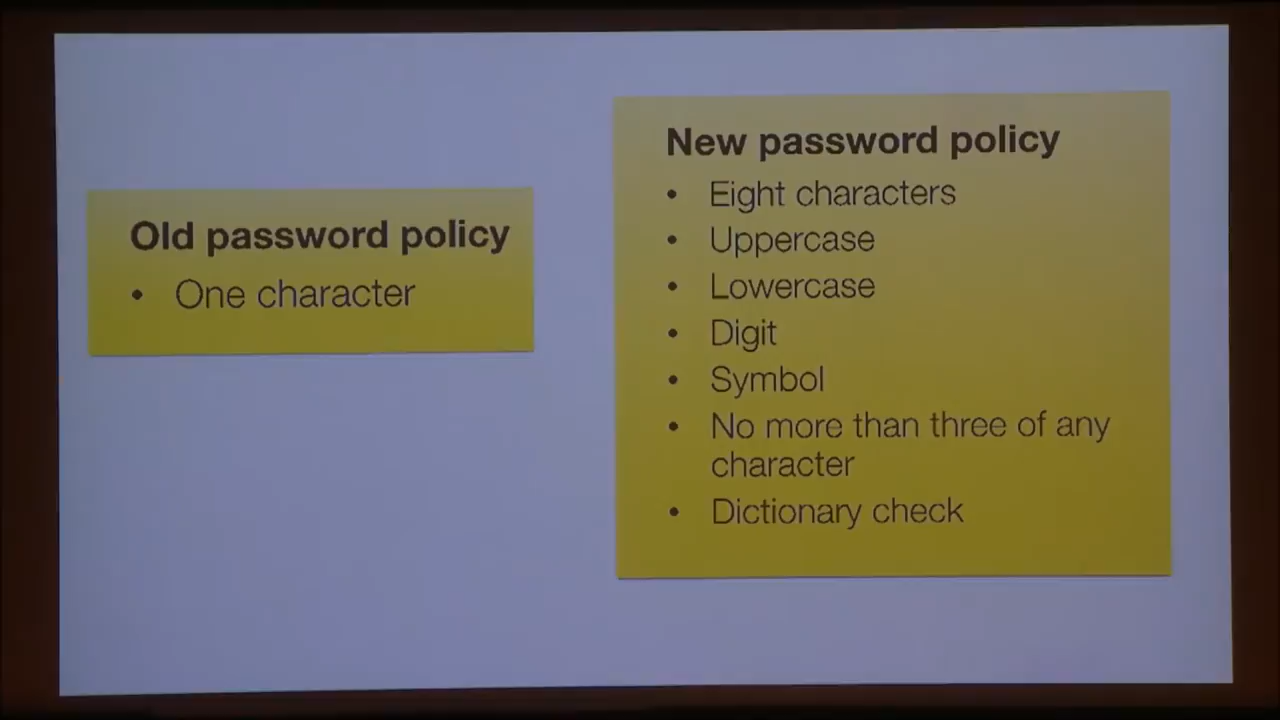 Old password policy
• One character
New password policy
• Eight characters
• Uppercase
• Lowercase
• Digit
• Symbol
• No more than three of any
character
• Dictionary check